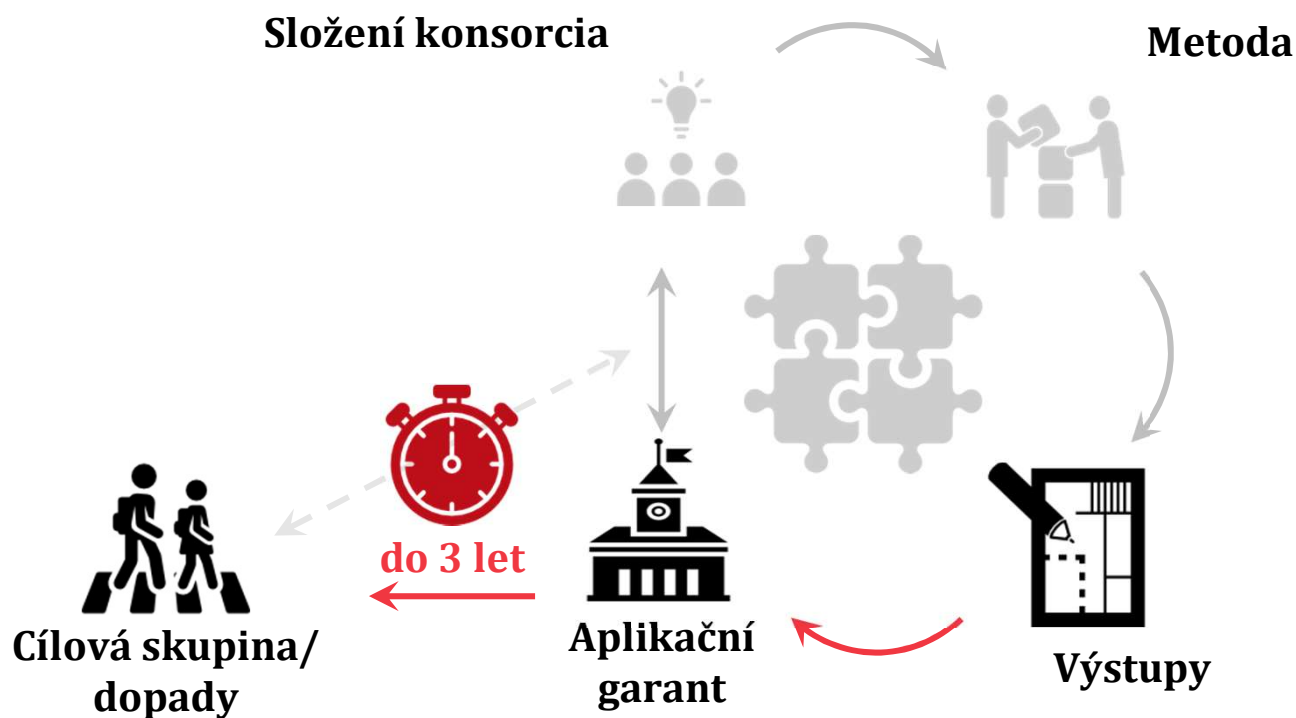 Složení konsorcia
Metoda
do 3 let
Cílová skupina/
dopady
Aplikační
garant
Výstupy